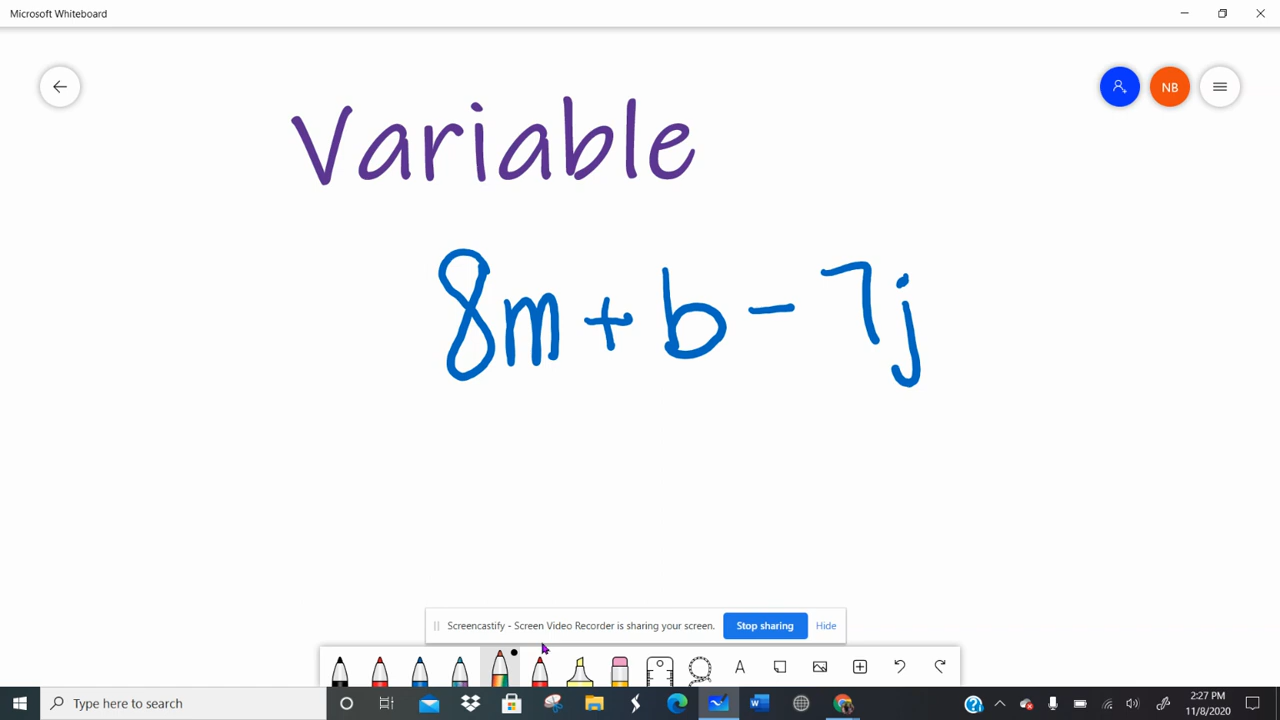 Microsoft Whiteboard
NB
Variable
8m + b - 7j
Screencastify - Screen Video Recorder is sharing your screen.
Stop sharing
Hide
A
Type here to search
2:27 PM
11/8/2020